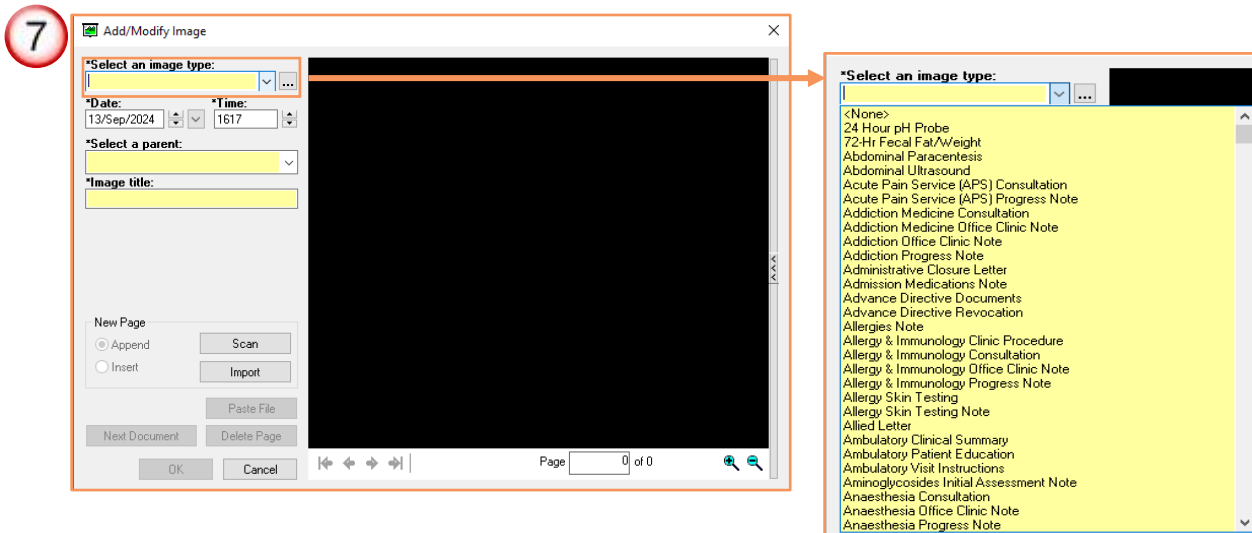 7
Add/Modify Image
*Select an image type:
...
*Date: *Time:
13/Sep/2024 1617
*Select a parent:
*Image title:
New Page
Append Scan
Insert Import
Paste File
Next Document Delete Page
OK Cancel
Page 0 of 0
*Select an image type:
...
<None>
24 Hour pH Probe
72-Hr Fecal Fat/Weight
Abdominal Paracentesis
Abdominal Ultrasound
Acute Pain Service (APS) Consultation
Acute Pain Service (APS) Progress Note
Addiction Medicine Consultation
Addiction Medicine Office Clinic Note
Addiction Office Clinic Note
Addiction Progress Note
Administrative Closure Letter
Admission Medications Note
Advance Directive Documents
Advance Directive Revocation
Allergies Note
Allergy & Immunology Clinic Procedure
Allergy & Immunology Consultation
Allergy & Immunology Office Clinic Note
Allergy & Immunology Progress Note
Allergy Skin Testing
Allergy Skin Testing Note
Allied Letter
Ambulatory Clinical Summary
Ambulatory Patient Education
Ambulatory Visit Instructions
Aminoglycosides Initial Assessment Note
Anaesthesia Consultation
Anaesthesia Office Clinic Note
Anaesthesia Progress Note